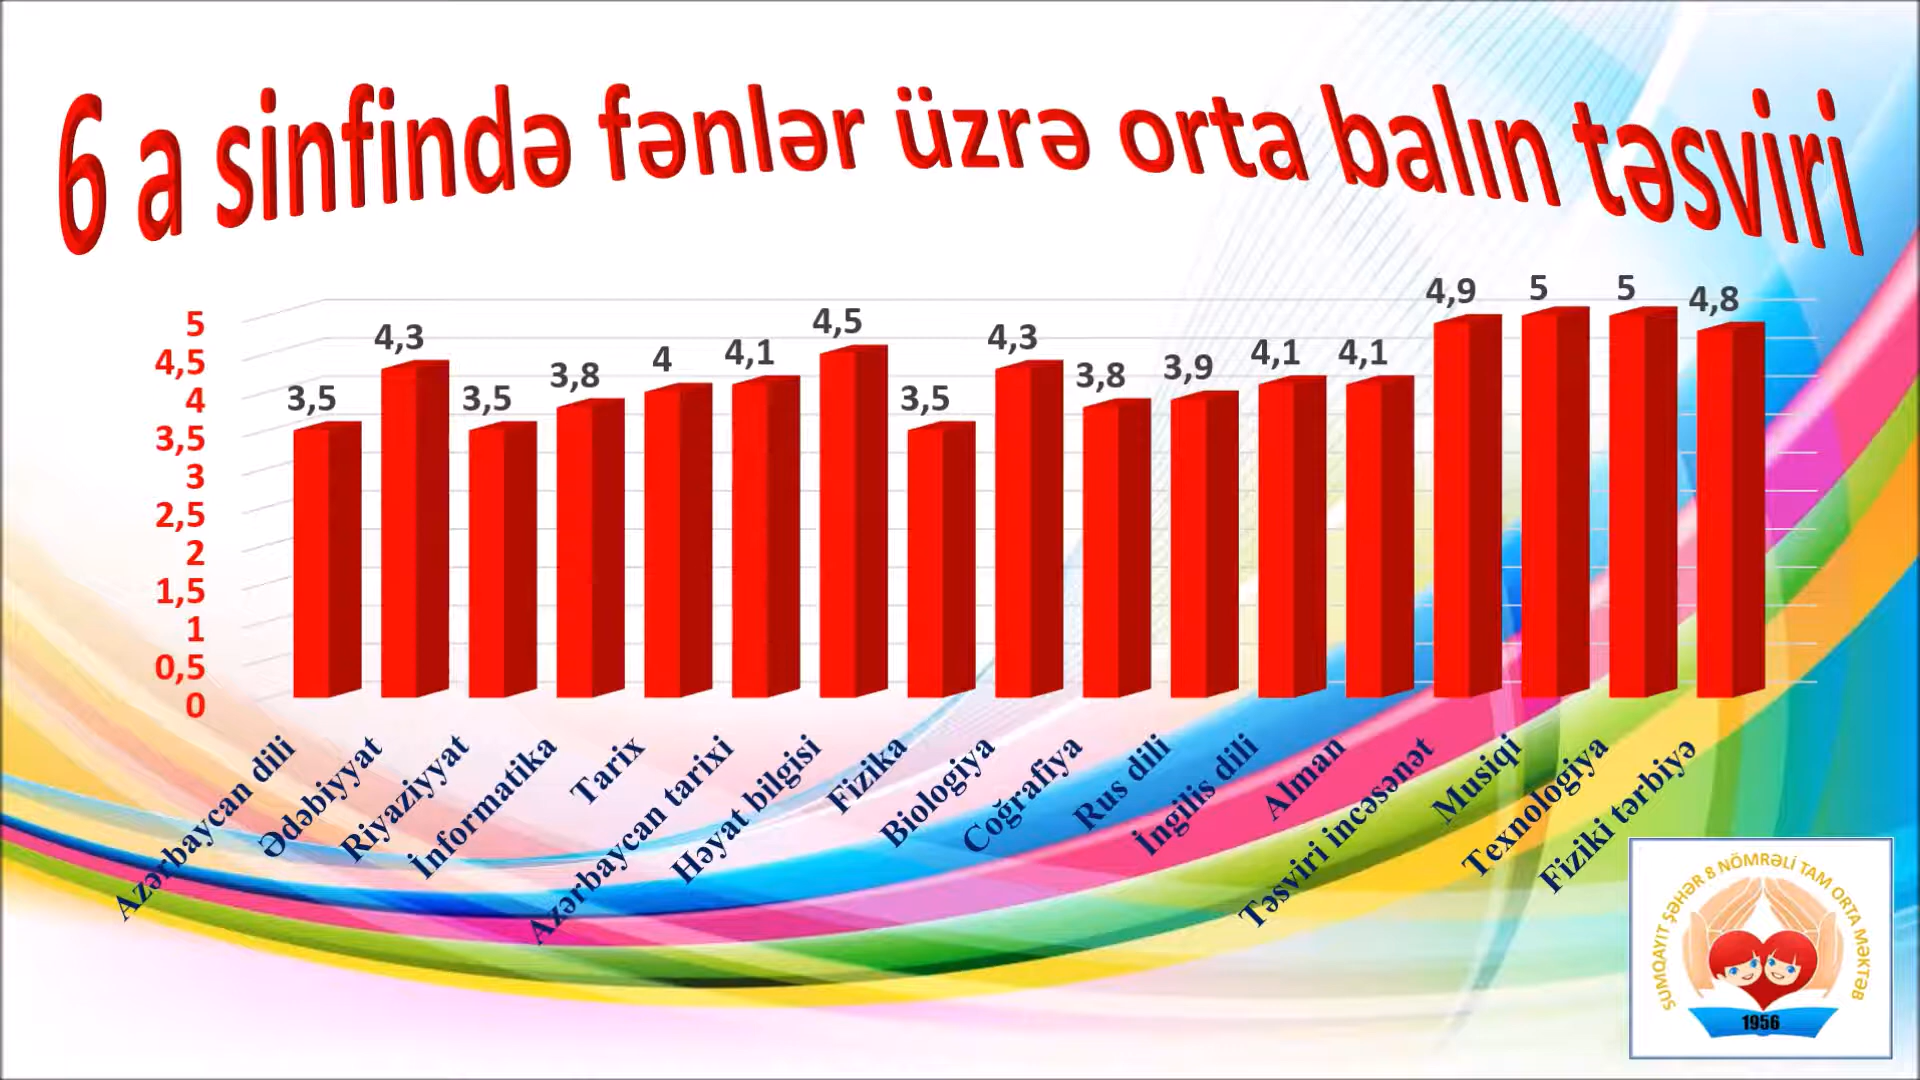 6 a sinfində fənlər üzrə orta balın təsviri
5
4,5
4
3,5
3
2,5
2
1,5
1
0,5
0
3,5
4,3
3,5
3,8
4
4,1
4,5
3,5
4,3
3,8
3,9
4,1
4,1
4,9
5
5
4,8
Azərbaycan dili
Ədəbiyyat
Riyaziyyat
İnformatika
Tarix
Azərbaycan tarixi
Həyat bilgisi
Fizika
Biologiya
Coğrafiya
Rus dili
İngilis dili
Alman
Təsviri incəsənət
Musiqi
Texnologiya
Fiziki tərbiyə
SUMQAYIT ŞƏHƏR 8 NÖMRƏLİ TAM ORTA MƏKTƏB
1956